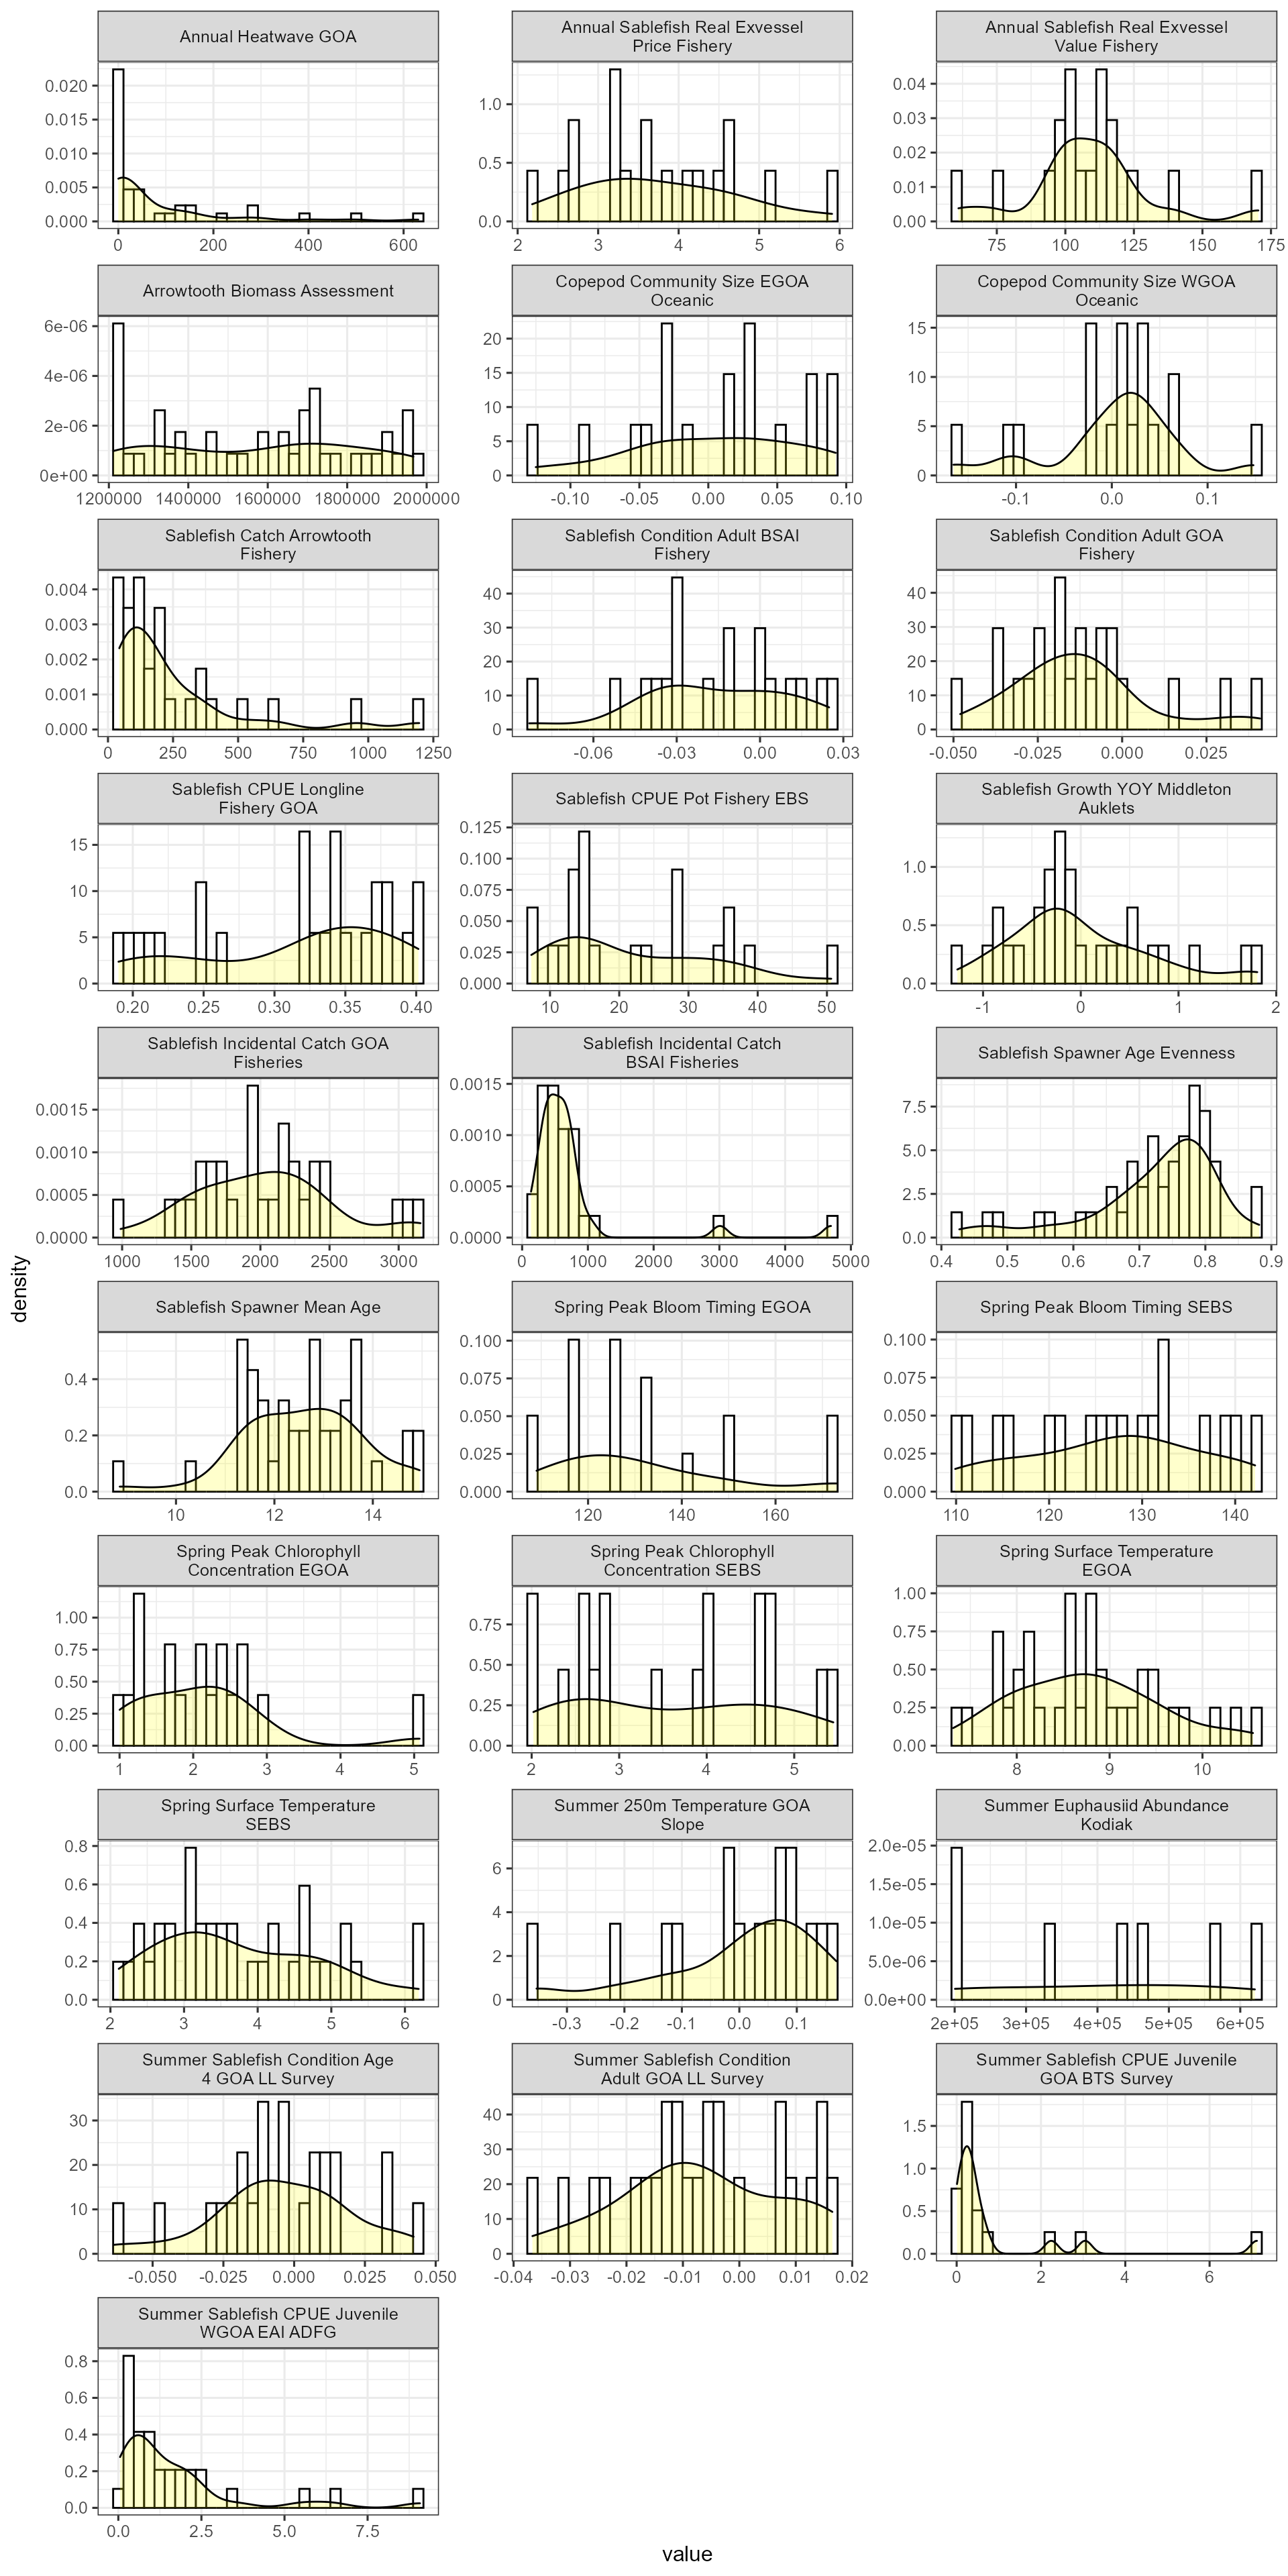 Annual Heatwave GOA
Annual Sablefish Real Exvessel
Price Fishery
Annual Sablefish Real Exvessel
Value Fishery
0.020
0.015
0.010
0.005
0.000
0 200 400 600
1.0
0.5
0.0
2 3 4 5 6
0.04
0.03
0.02
0.01
0.00
75 100 125 150 175
Arrowtooth Biomass Assessment
Copepod Community Size EGOA
Oceanic
Copepod Community Size WGOA
Oceanic
6e-06
4e-06
2e-06
0e+00
1200000 1400000 1600000 1800000 2000000
20
15
10
5
0
-0.10 -0.05 0.00 0.05 0.10
15
10
5
0
-0.1 0.0 0.1
Sablefish Catch Arrowtooth
Fishery
Sablefish Condition Adult BSAI
Fishery
Sablefish Condition Adult GOA
Fishery
0.004
0.003
0.002
0.001
0.000
0 250 500 750 1000 1250
40
30
20
10
0
-0.06 -0.03 0.00 0.03
40
30
20
10
0
-0.050 -0.025 0.000 0.025
Sablefish CPUE Longline
Fishery GOA
Sablefish CPUE Pot Fishery EBS
Sablefish Growth YOY Middleton
Auklets
15
10
5
0
0.20 0.25 0.30 0.35 0.40
0.125
0.100
0.075
0.050
0.025
0.000
10 20 30 40 50
1.0
0.5
0.0
-1 0 1 2
Sablefish Incidental Catch GOA
Fisheries
Sablefish Incidental Catch
BSAI Fisheries
Sablefish Spawner Age Evenness
0.0015
0.0010
0.0005
0.0000
1000 1500 2000 2500 3000
0.0015
0.0010
0.0005
0.0000
0 1000 2000 3000 4000 5000
7.5
5.0
2.5
0.0
0.4 0.5 0.6 0.7 0.8 0.9
density
Sablefish Spawner Mean Age
Spring Peak Bloom Timing EGOA
Spring Peak Bloom Timing SEBS
0.4
0.2
0.0
10 12 14
0.100
0.075
0.050
0.025
0.000
120 140 160
0.100
0.075
0.050
0.025
0.000
110 120 130 140
Spring Peak Chlorophyll
Concentration EGOA
Spring Peak Chlorophyll
Concentration SEBS
Spring Surface Temperature
EGOA
1.00
0.75
0.50
0.25
0.00
1 2 3 4 5
0.75
0.50
0.25
0.00
2 3 4 5
1.00
0.75
0.50
0.25
0.00
8 9 10
Spring Surface Temperature
SEBS
Summer 250m Temperature GOA
Slope
Summer Euphausiid Abundance
Kodiak
0.8
0.6
0.4
0.2
0.0
2 3 4 5 6
6
4
2
0
-0.3 -0.2 -0.1 0.0 0.1
2.0e-05
1.5e-05
1.0e-05
5.0e-06
0.0e+00
2e+05 3e+05 4e+05 5e+05 6e+05
Summer Sablefish Condition Age
4 GOA LL Survey
Summer Sablefish Condition
Adult GOA LL Survey
Summer Sablefish CPUE Juvenile
GOA BTS Survey
30
20
10
0
-0.050 -0.025 0.000 0.025 0.050
40
30
20
10
0
-0.04 -0.03 -0.02 -0.01 0.00 0.01 0.02
1.5
1.0
0.5
0.0
0 2 4 6
Summer Sablefish CPUE Juvenile
WGOA EAI ADFG
0.8
0.6
0.4
0.2
0.0
0.0 2.5 5.0 7.5
value